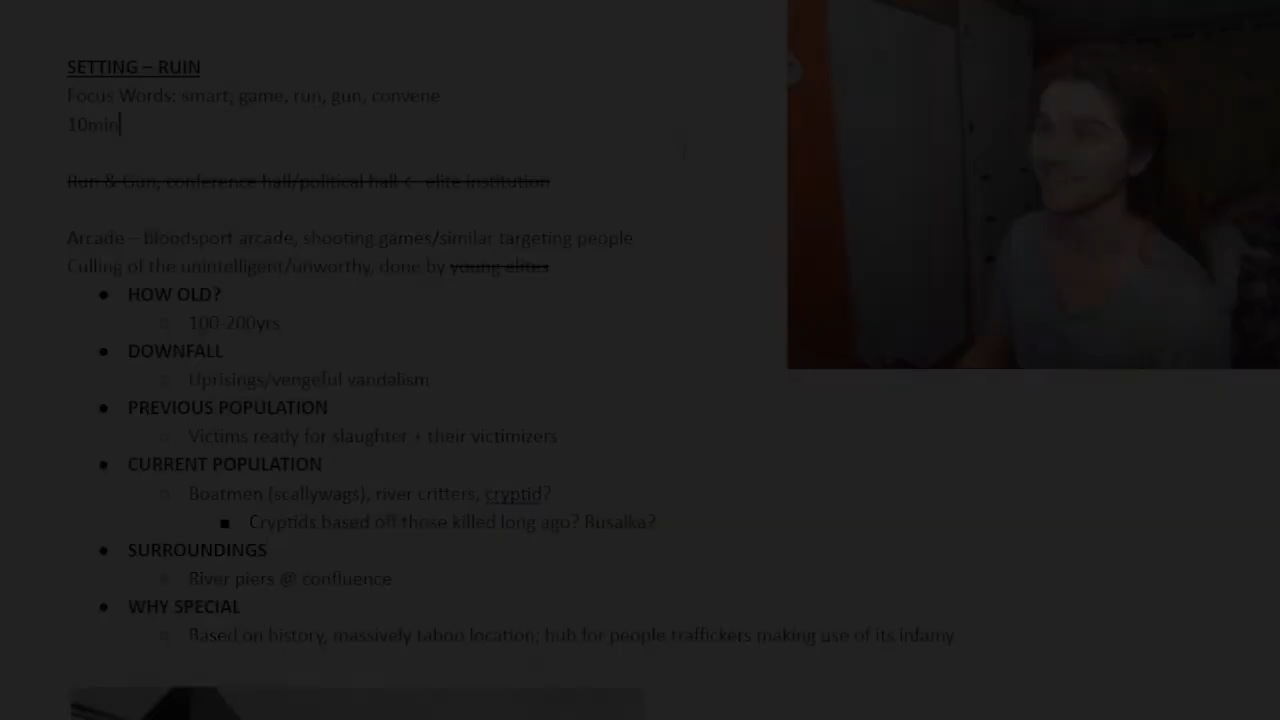 SETTING – RUIN
Focus Words: smart, game, run, gun, convene
10min
Run & Gun, conference hall/political hall <- elite institution
Arcade – bloodsport arcade, shooting games/similar targeting people
Culling of the unintelligent/unworthy, done by young elites
● HOW OLD?
○ 100-200yrs
● DOWNFALL
○ Uprisings/vengeful vandalism
● PREVIOUS POPULATION
○ Victims ready for slaughter + their victimizers
● CURRENT POPULATION
○ Boatmen (scallywags), river critters, cryptid?
■ Cryptids based off those killed long ago? Rusalka?
● SURROUNDINGS
○ River piers @ confluence
● WHY SPECIAL
○ Based on history, massively taboo location; hub for people traffickers making use of its infamy